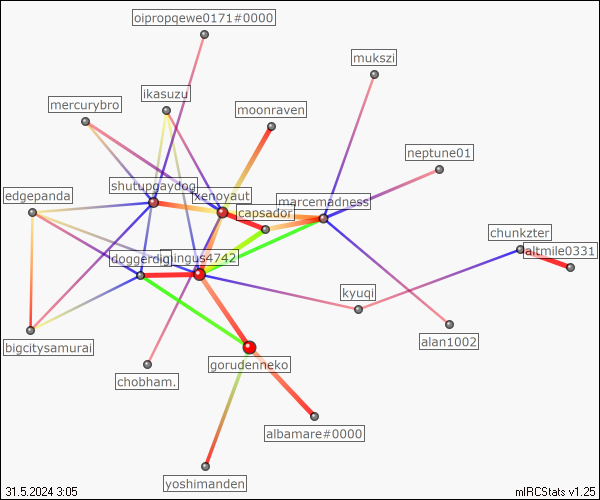 oipropqewe0171#0000
mukszi
ikasuzu
mercurybro
moonraven
neptune01
shutupgaydog
xenoyaut
edgepanda
marcemadness
capsador
chunkzter
altmile0331
doggerdig
lingus4742
kyuqi
alan1002
bigcitysamurai
gorudenneko
chobham.
albamare#0000
yoshimanden
31.5.2024 3:05
mIRCStats v1.25